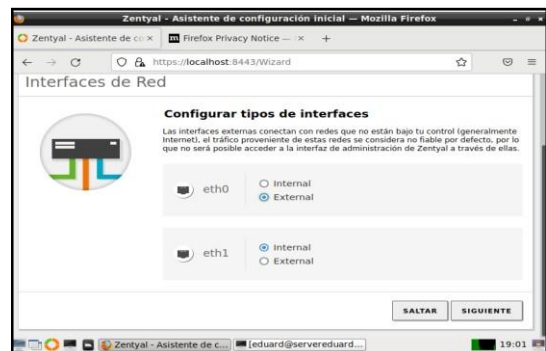 Zentyal - Asistente de configuración inicial — Mozilla Firefox
Zentyal - Asistente de co
Firefox Privacy Notice —
https://localhost:8443/Wizard
Interfaces de Red
Configurar tipos de interfaces
Las interfaces externas conectan con redes que no están bajo tu control (generalmente
Internet), el tráfico proveniente de estas redes se considera no fiable por defecto, por lo
que no será posible acceder a la interfaz de administración de Zentyal a través de ellas.
eth0
Internal
External
eth1
Internal
External
SALTAR
SIGUIENTE
Zentyal - Asistente de c...
[eduard@servereduard...
19:01